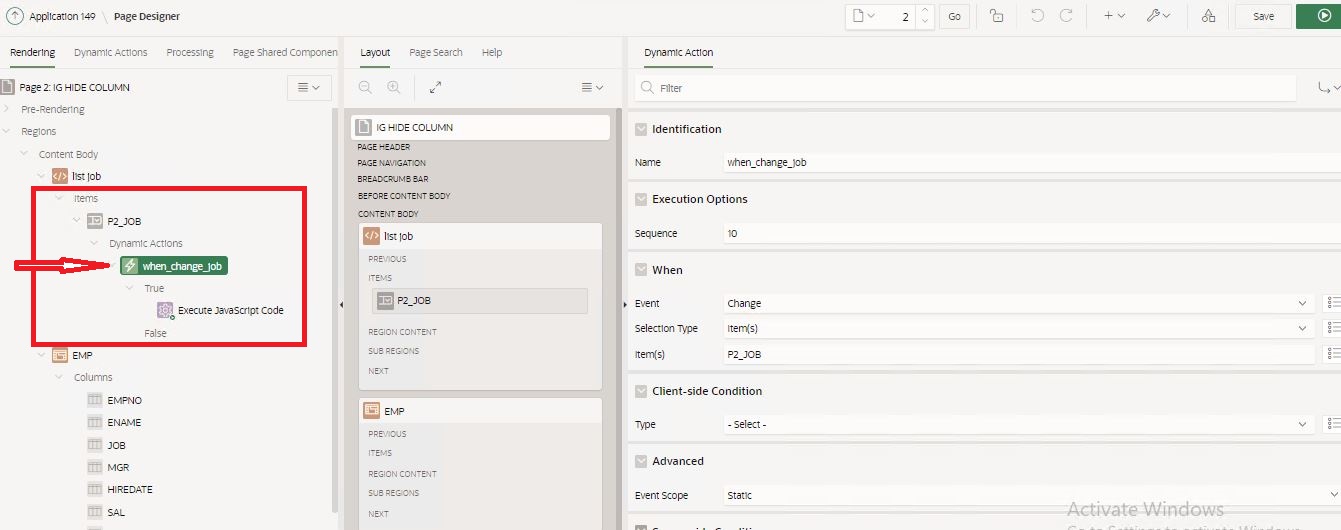 Application 149 \ Page Designer
2
Go
Save
Rendering Dynamic Actions Processing Page Shared Componen
Page 2: IG HIDE COLUMN
Pre-Rendering
Regions
Content Body
list job
Items
P2_JOB
Dynamic Actions
when_change_job
True
Execute JavaScript Code
False
EMP
Columns
EMPNO
ENAME
JOB
MGR
HIREDATE
SAL
Layout Page Search Help
IG HIDE COLUMN
PAGE HEADER
PAGE NAVIGATION
BREADCRUMB BAR
BEFORE CONTENT BODY
CONTENT BODY
list job
PREVIOUS
ITEMS
P2_JOB
REGION CONTENT
SUB REGIONS
NEXT
EMP
PREVIOUS
ITEMS
REGION CONTENT
SUB REGIONS
NEXT
Dynamic Action
Filter
Identification
Name when_change_job
Execution Options
Sequence 10
When
Event Change
Selection Type Item(s)
Item(s) P2_JOB
Client-side Condition
Type - Select -
Advanced
Event Scope Static
Activate Windows